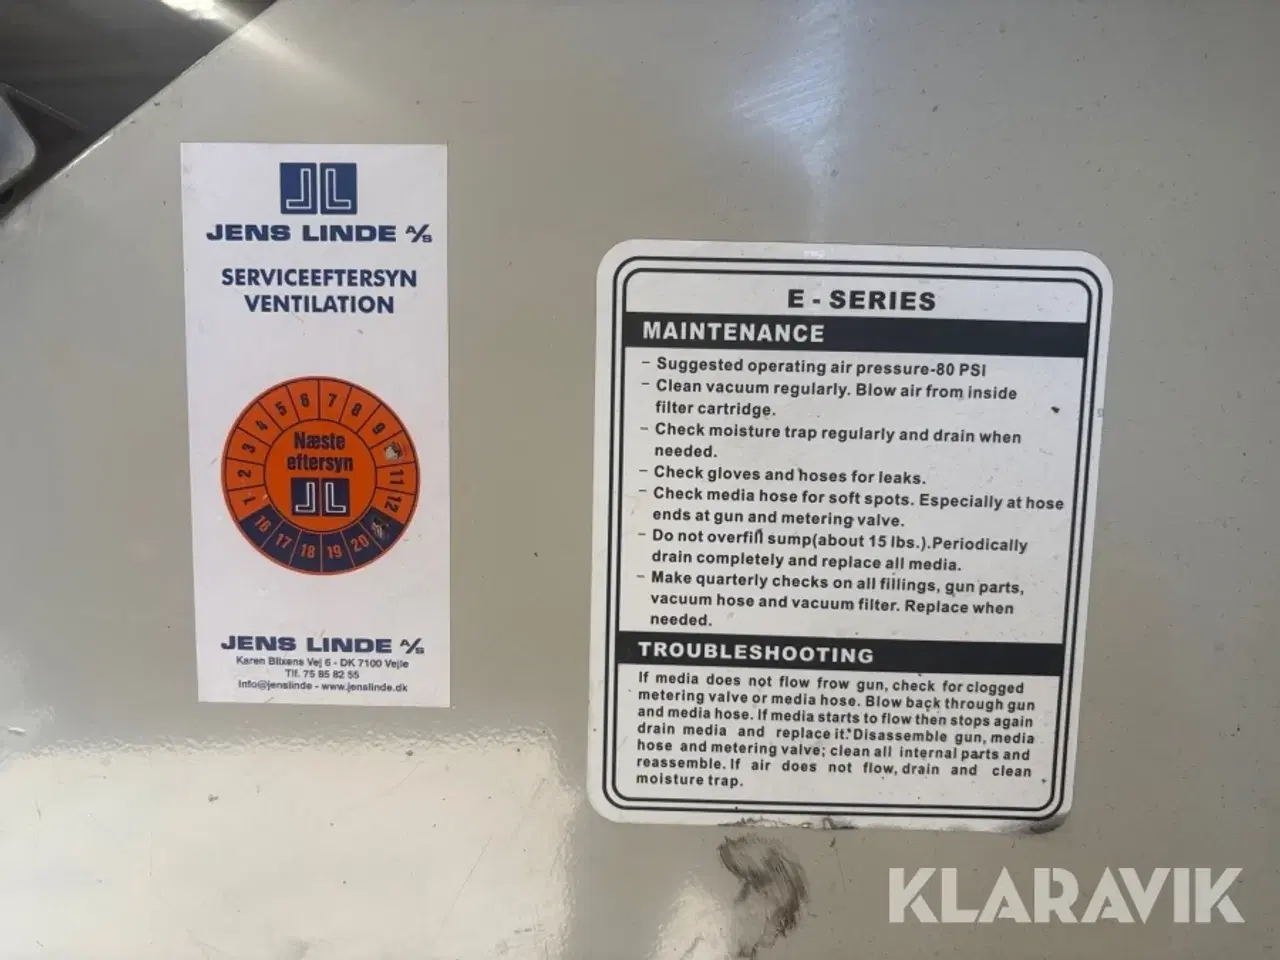 JL
JENS LINDE A/S
SERVICEEFTERSYN
VENTILATION
1 2 3 4 5 6 7 8 9 11 12
Næste
eftersyn
JL
16 17 18 19 20
JENS LINDE A/S
Karen Blixens Vej 6 - DK 7100 Vejle
Tlf. 75 85 82 55
Info@jenslinde - www.jenslinde.dk
E - SERIES
MAINTENANCE
- Suggested operating air pressure-80 PSI
- Clean vacuum regularly. Blow air from inside
filter cartridge.
- Check moisture trap regularly and drain when
needed.
- Check gloves and hoses for leaks.
- Check media hose for soft spots. Especially at hose
ends at gun and metering valve.
- Do not overfill sump(about 15 lbs.).Periodically
drain completely and replace all media.
- Make quarterly checks on all fillings, gun parts,
vacuum hose and vacuum filter. Replace when
needed.
TROUBLESHOOTING
If media does not flow frow gun, check for clogged
metering valve or media hose. Blow back through gun
and media hose. If media starts to flow then stops again
drain media and replace it. Disassemble gun, media
hose and metering valve; clean all internal parts and
reassemble. If air does not flow, drain and clean
moisture trap.
KLARAVIK